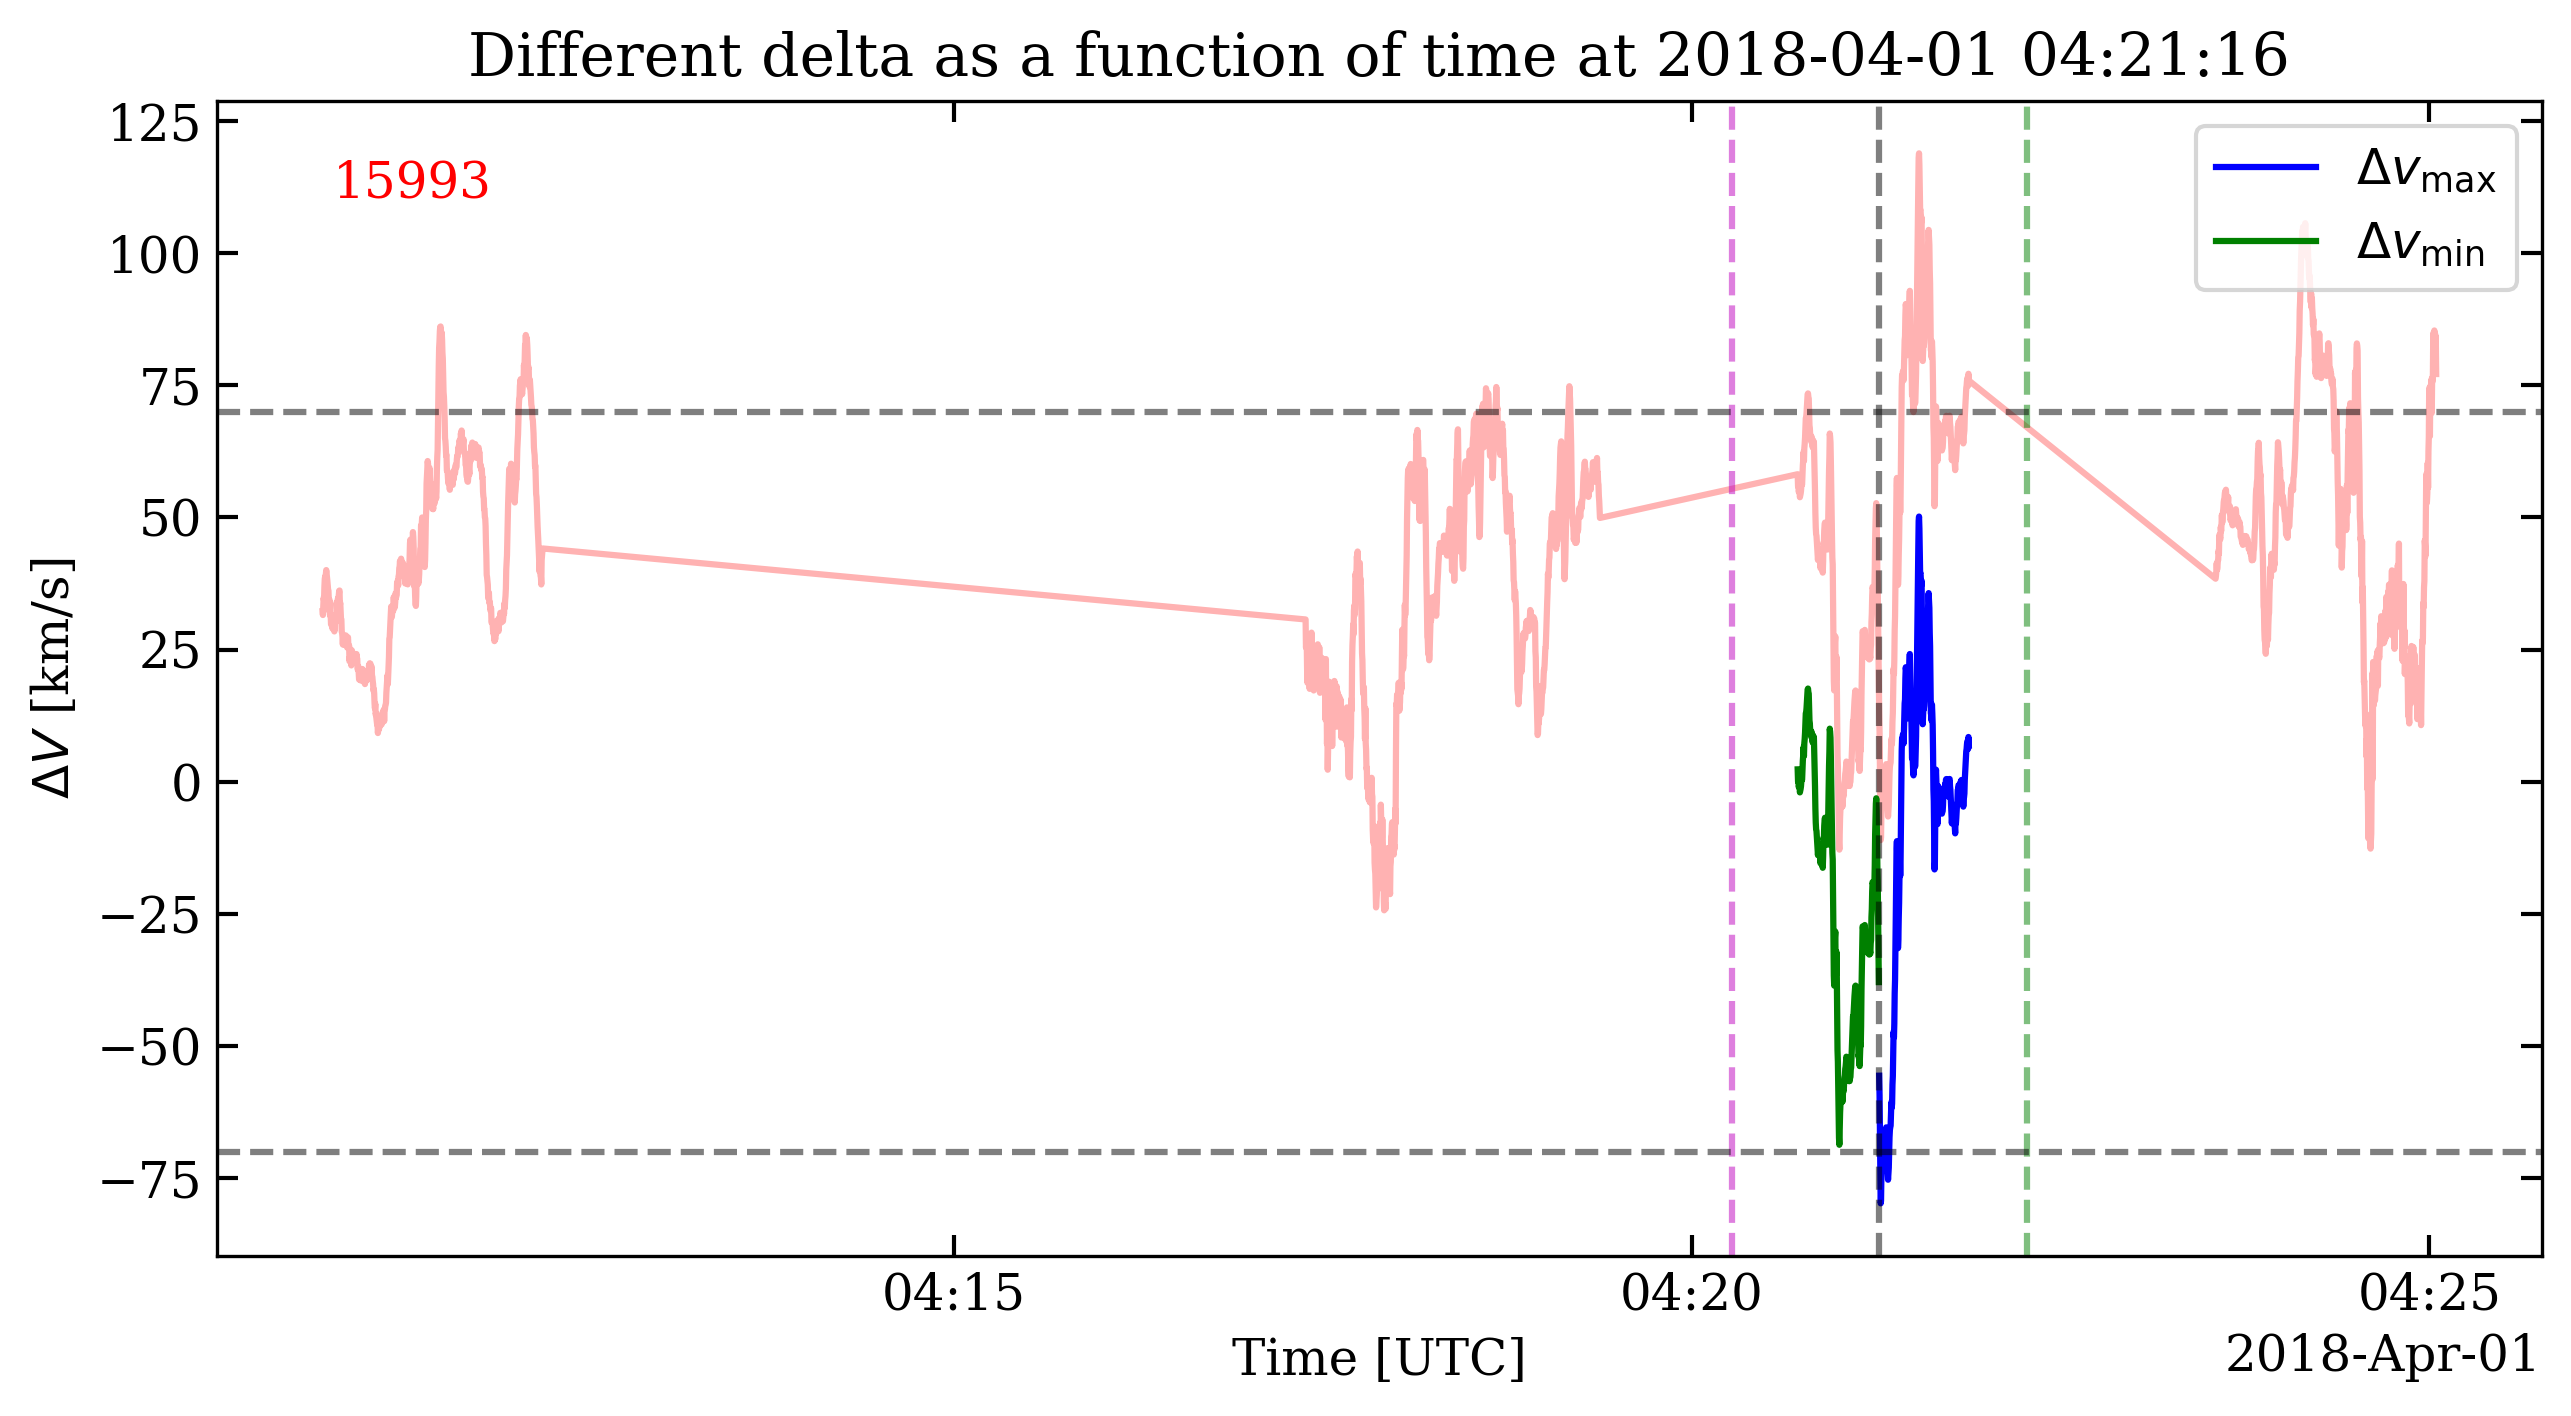 Different delta as a function of time at 2018-04-01 04:21:16
125
100
75
50
25
0
−25
−50
−75
ΔV [km/s]
15993
Δv_max
Δv_min
04:15
04:20
04:25
Time [UTC]
2018-Apr-01